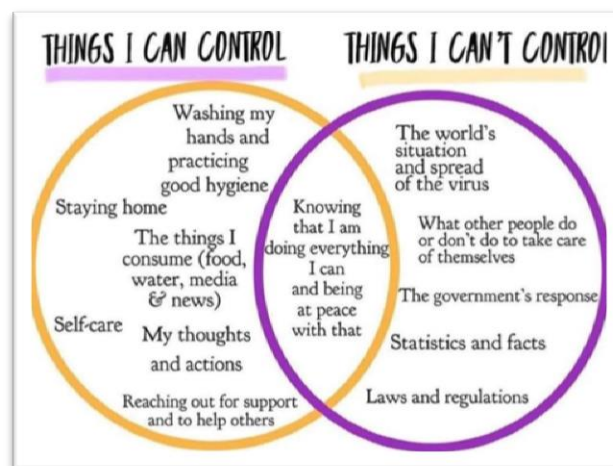 THINGS I CAN CONTROL
THINGS I CAN'T CONTROL
Washing my
hands and
practicing
good hygiene
Staying home
The things I
consume (food,
water, media
& news)
Self-care
My thoughts
and actions
Reaching out for support
and to help others
Knowing
that I am
doing everything
I can
and being
at peace
with that
The world's
situation
and spread
of the virus
What other people do
or don't do to take care
of themselves
The government's response
Statistics and facts
Laws and regulations